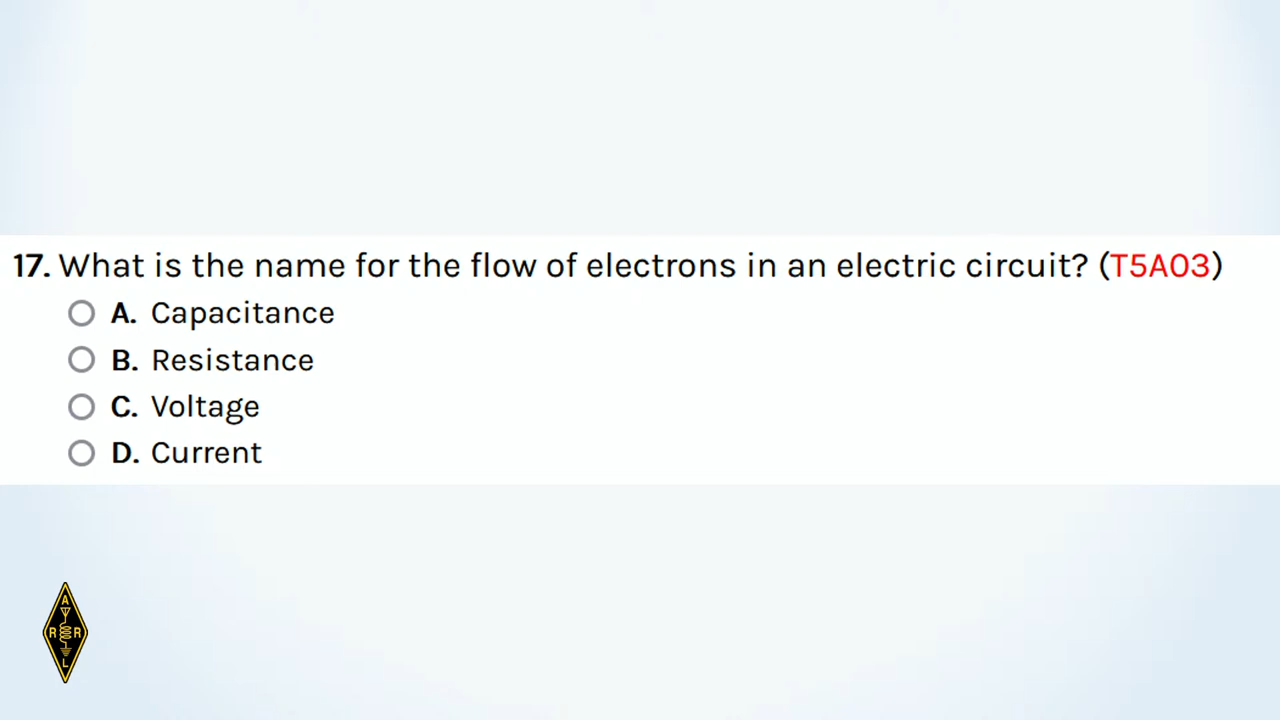 17. What is the name for the flow of electrons in an electric circuit? (T5A03)
A. Capacitance
B. Resistance
C. Voltage
D. Current
A
R R
L